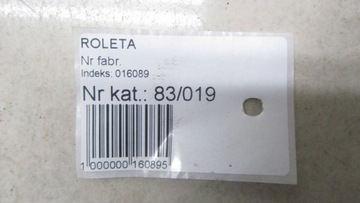 ROLETA
Nr fabr.
Indeks: 016089
Nr kat.: 83/019
1 000000 160895